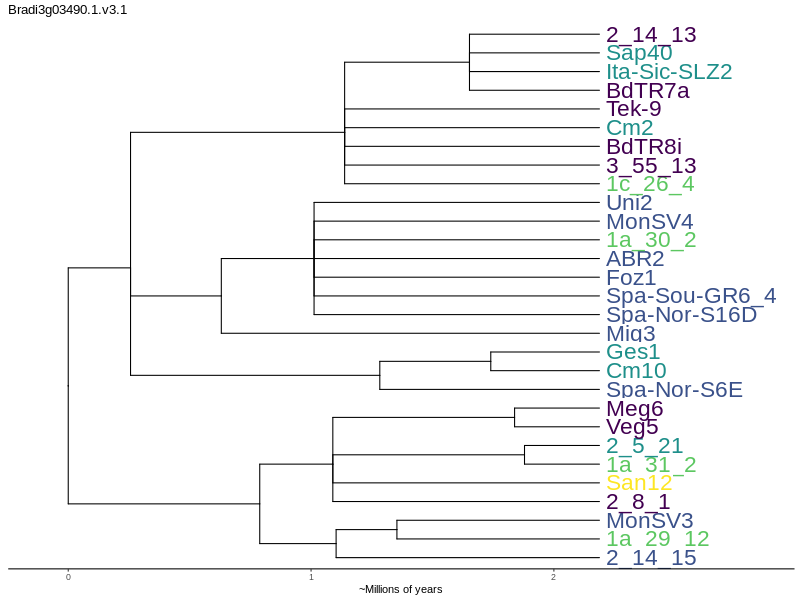 Bradi3g03490.1.v3.1
2_14_13
Sap40
Ita-Sic-SLZ2
BdTR7a
Tek-9
Cm2
BdTR8i
3_55_13
1c_26_4
Uni2
MonSV4
1a_30_2
ABR2
Foz1
Spa-Sou-GR6_4
Spa-Nor-S16D
Mig3
Ges1
Cm10
Spa-Nor-S6E
Meg6
Veg5
2_5_21
1a_31_2
San12
2_8_1
MonSV3
1a_29_12
2_14_15
0 1 2
~Millions of years